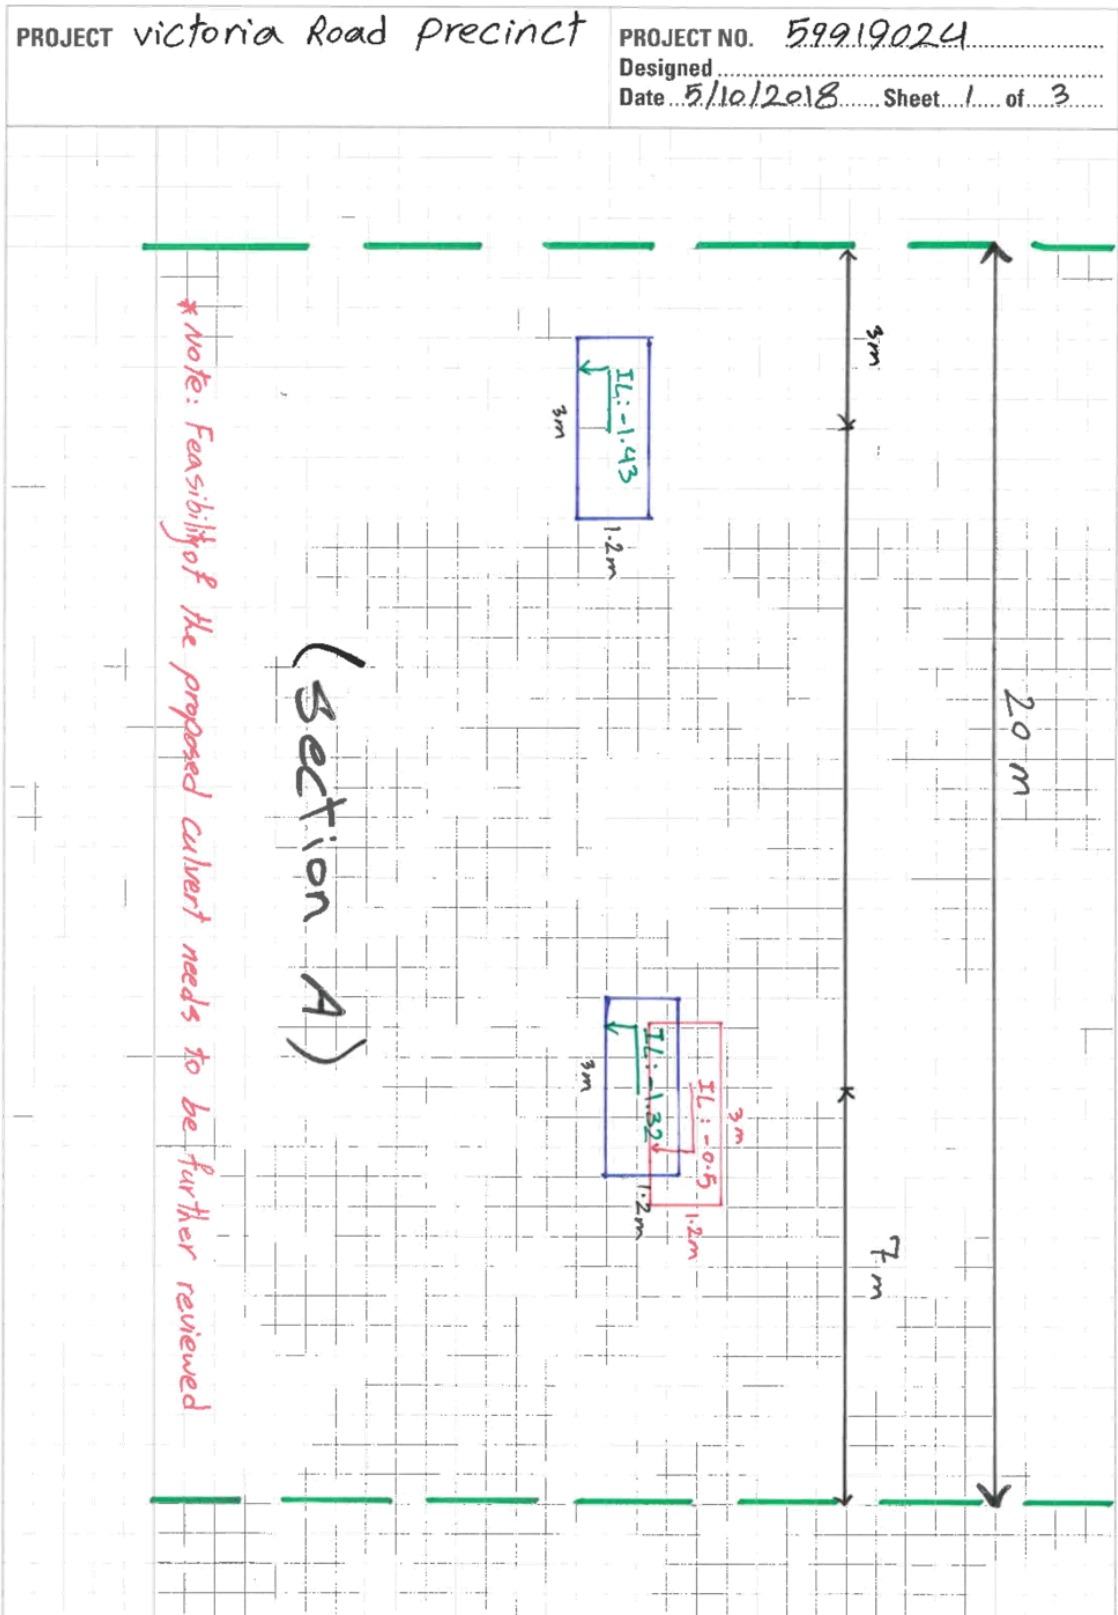 PROJECT victoria Road precinct
PROJECT NO. 59919024
Designed
Date 5/10/2018 Sheet 1 of 3
20 m
3m
7 m
IL: -1.43
3m
1.2m
3m
IL: -0.5
1.2m
IL: -1.32
3m
1.2m
(section A)
* Note: Feasibility of the proposed culvert needs to be further reviewed